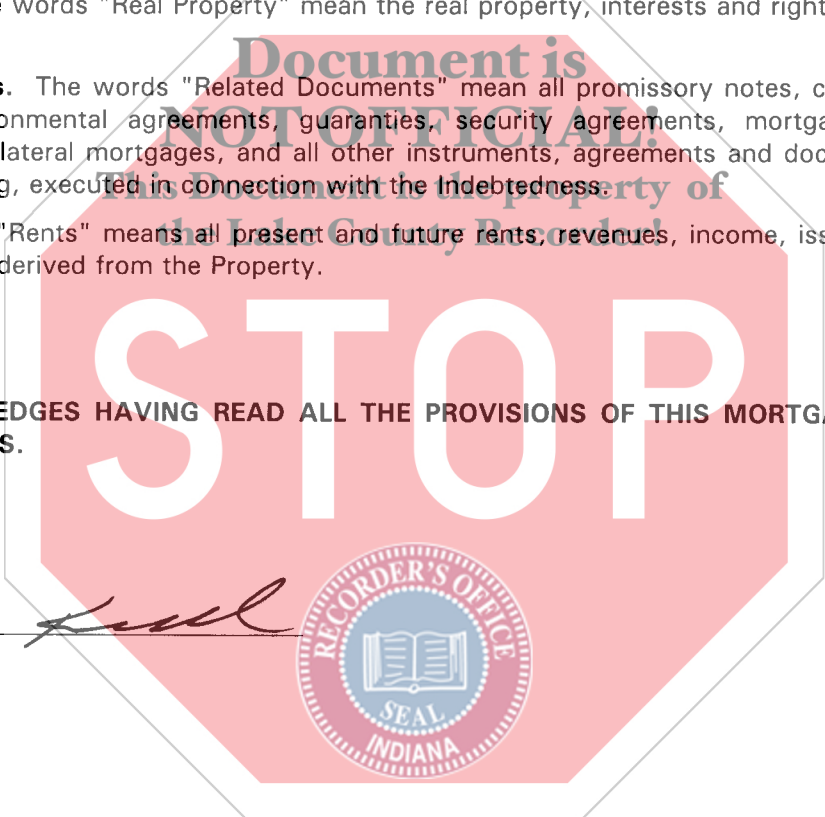 words "Real Property" mean the real property, interests and right
Document is
s. The words "Related Documents" mean all promissory notes, c
NOT OFFICIAL!
onmental agreements, guaranties, security agreements, mortga
lateral mortgages, and all other instruments, agreements and doc
g, executed in connection with the Indebtedness.
This Document is the property of
"Rents" means all present and future rents, revenues, income, iss
the Lake County Recorder!
derived from the Property.
STOP
EDGES HAVING READ ALL THE PROVISIONS OF THIS MORTGA
S.
RECORDER'S OFFICE
SEAL
INDIANA